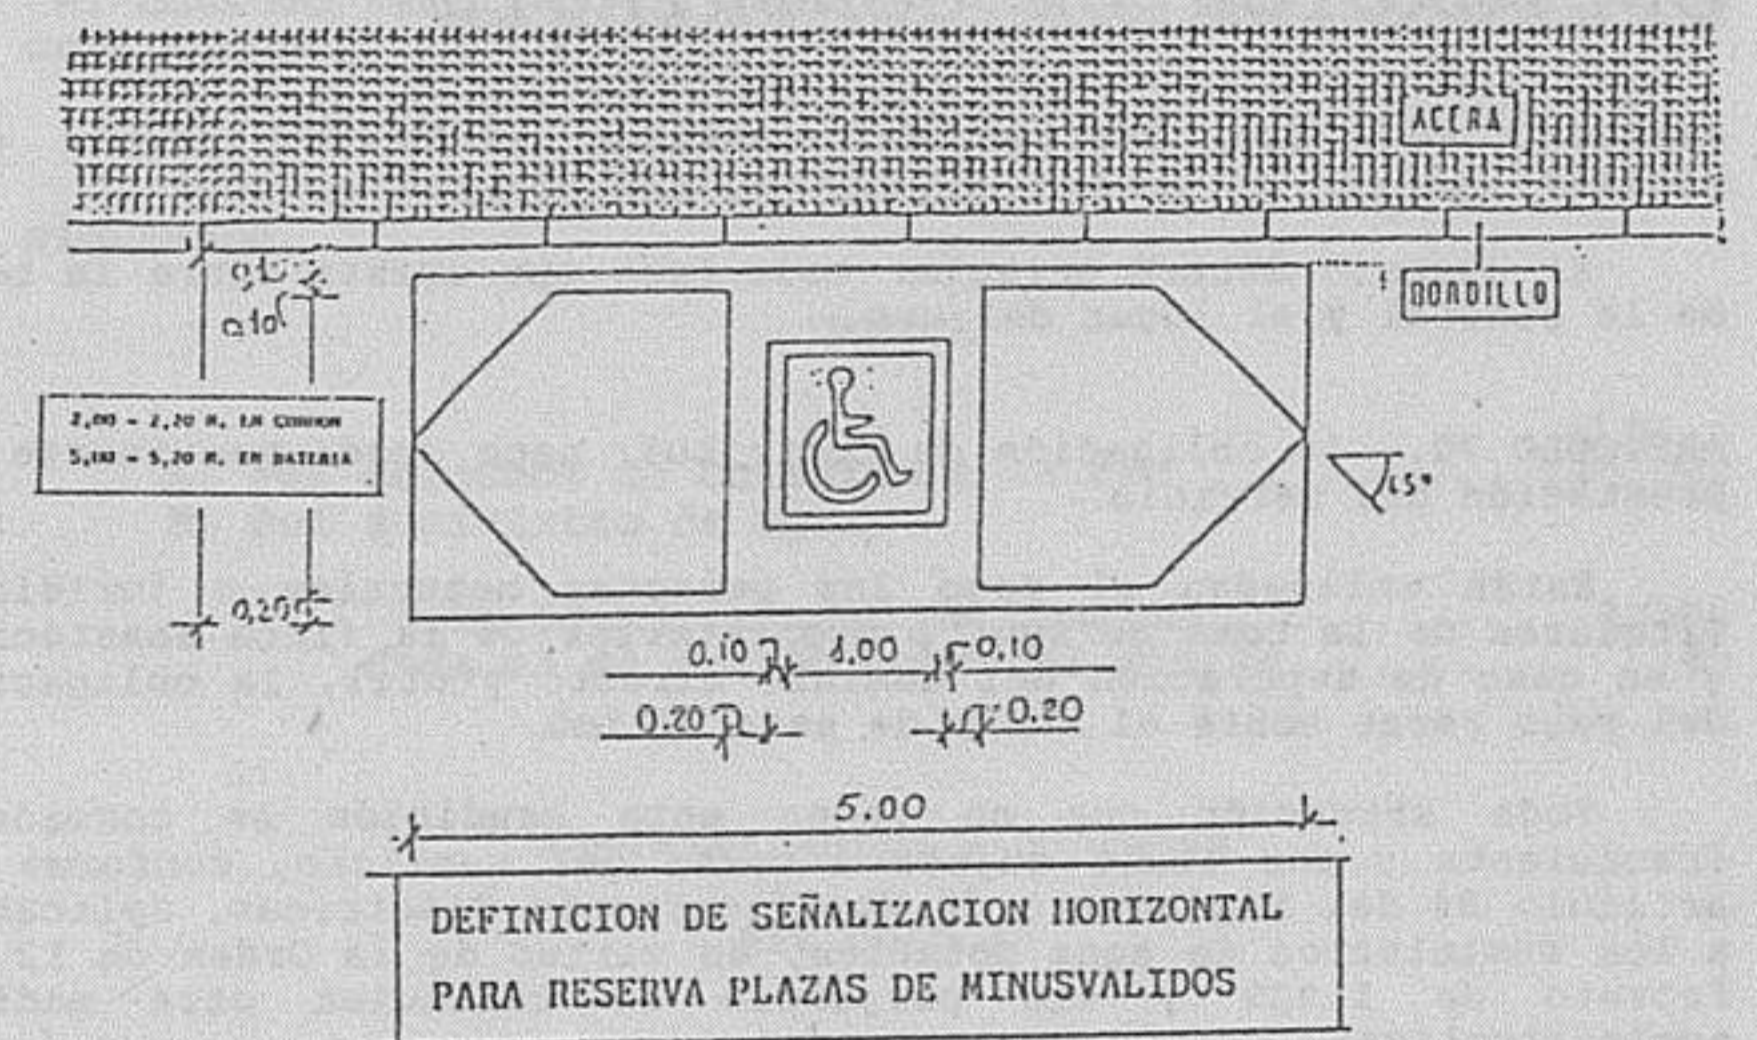 ACERA
BORDILLO
0,10
0,10
2,00 - 2,20 M. EN CORDON
5,00 - 5,20 M. EN BATERIA
45°
0,20
0.10 1.00 0.10
0.20 0.20
5.00
DEFINICION DE SEÑALIZACION HORIZONTAL
PARA RESERVA PLAZAS DE MINUSVALIDOS